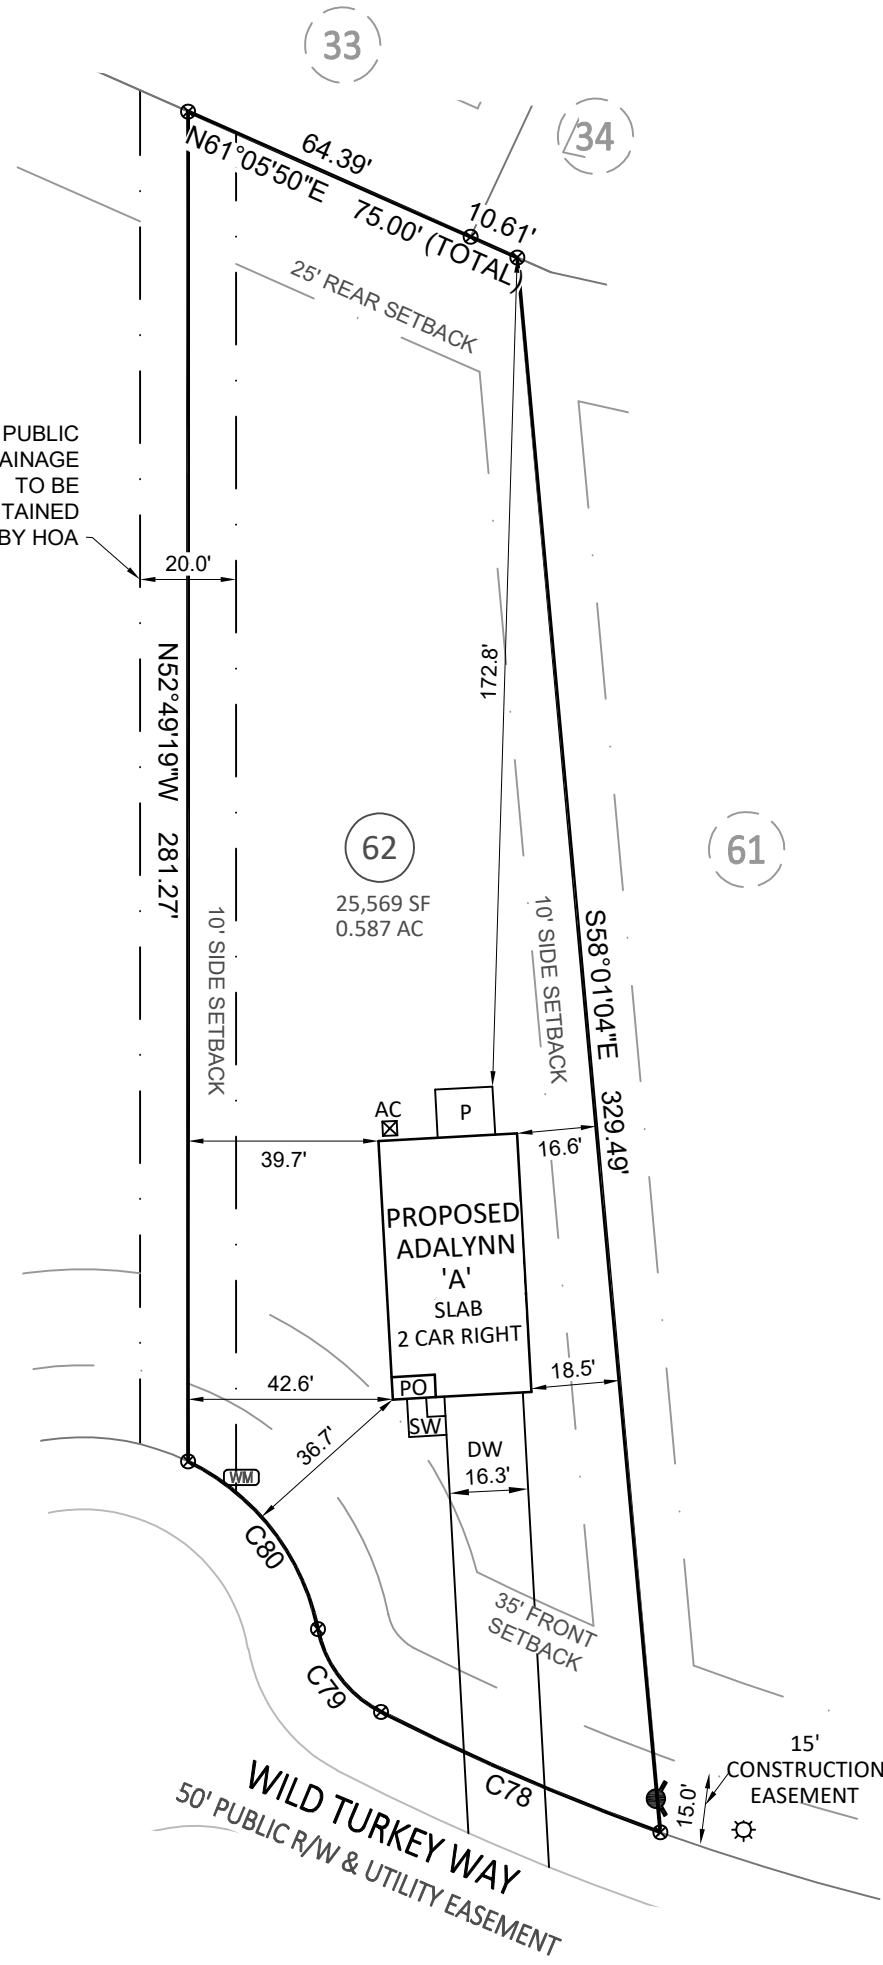 33
34
64.39'
N61°05'50"E 75.00' (TOTAL)
10.61'
25' REAR SETBACK
PUBLIC
AINAGE
TO BE
TAINED
BY HOA
20.0'
172.8'
N52°49'19"W 281.27'
62
25,569 SF
0.587 AC
61
10' SIDE SETBACK
10' SIDE SETBACK
S58°01'04"E 329.49'
AC
P
39.7'
16.6'
PROPOSED
ADALYNN
'A'
SLAB
2 CAR RIGHT
PO
42.6'
18.5'
SW
36.7'
DW
16.3'
WM
C80
35' FRONT
SETBACK
C79
C78
15'
CONSTRUCTION
EASEMENT
15.0'
WILD TURKEY WAY
50' PUBLIC R/W & UTILITY EASEMENT